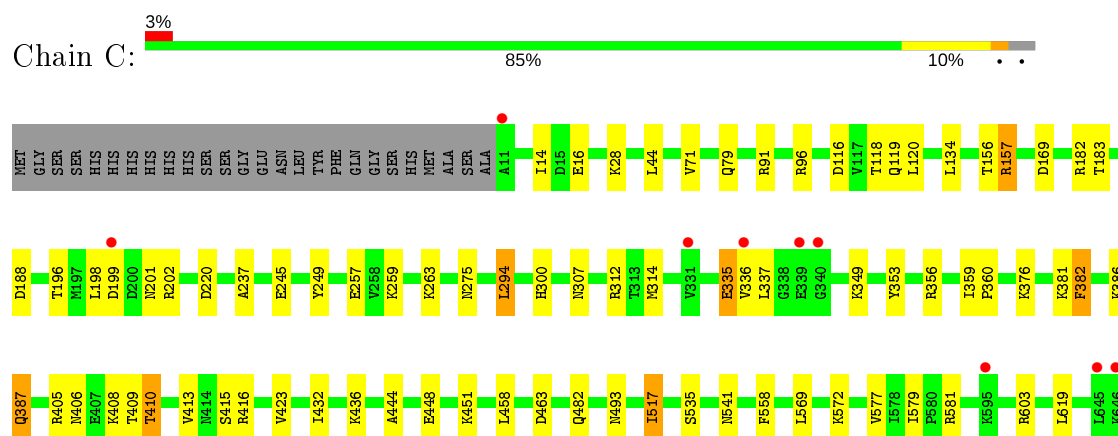 3%
Chain C:
85% 10% • •
MET GLY SER SER HIS HIS HIS HIS HIS HIS SER SER GLY GLU ASN LEU TYR PHE GLN GLY SER HIS MET ALA SER ALA A11 I14 D15 E16 K28 L44 V71 Q79 R91 R96 D116 V117 T118 Q119 L120 L134 T156 R157 D169 R182 T183
D188 T196 M197 L198 D199 D200 N201 R202 D220 A237 E245 Y249 E257 V258 K259 K263 N275 L294 H300 N307 R312 T313 M314 V331 E335 V336 L337 G338 E339 G340 K349 Y353 R356 I359 P360 K376 K381 F382 K386
Q387 R405 N406 E407 K408 T409 T410 V413 N414 S415 R416 V423 I432 K436 A444 E448 K451 L458 D463 Q482 N493 I517 S535 N541 F558 L569 K572 V577 I578 I579 P580 R581 K595 R603 L619 L645 K646